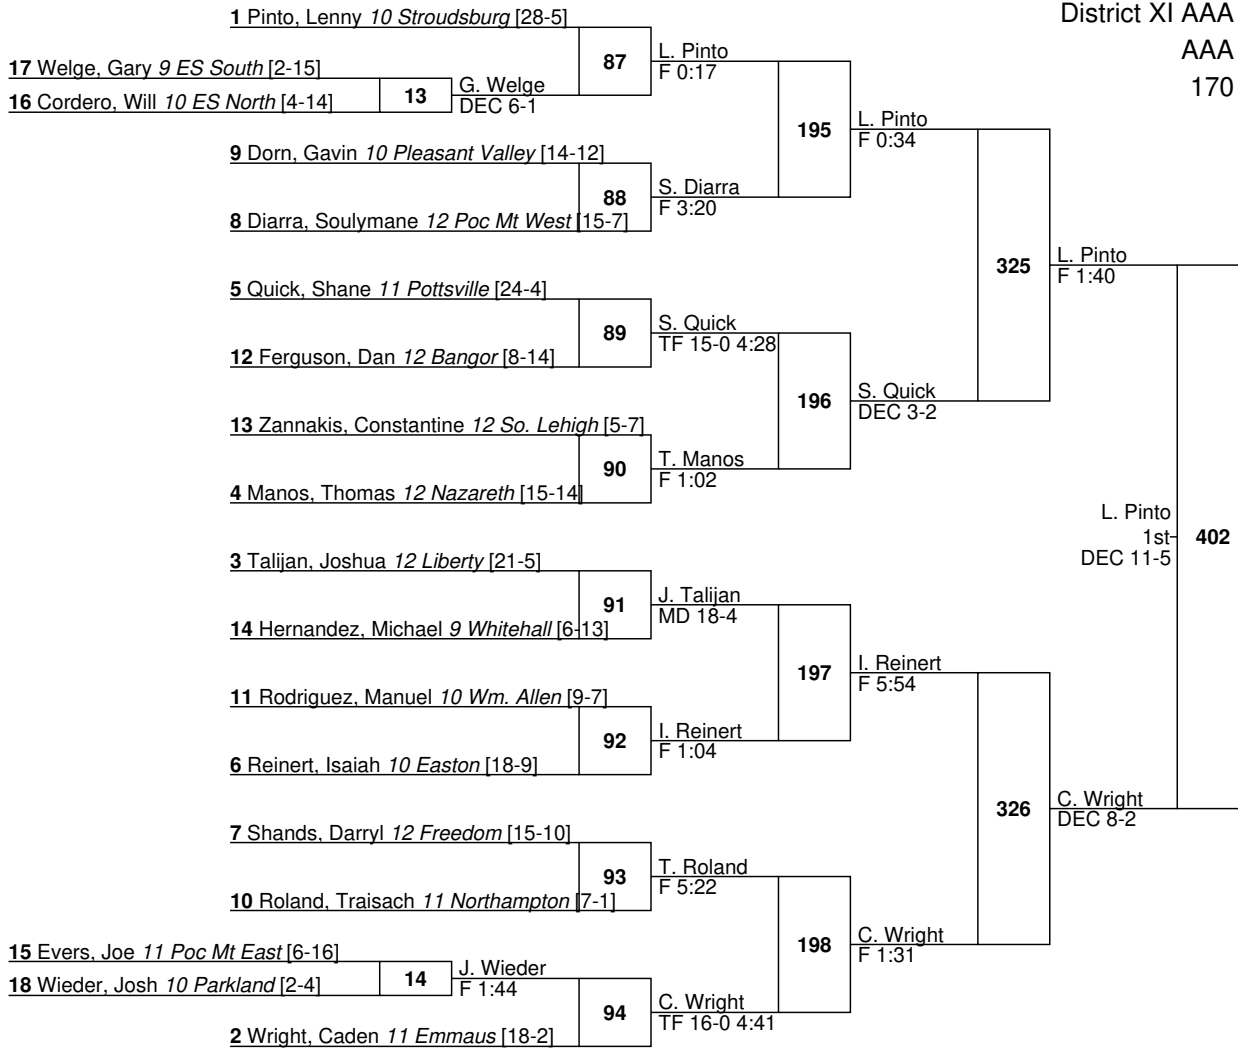 District XI AAA
AAA
170
1 Pinto, Lenny 10 Stroudsburg [28-5]
17 Welge, Gary 9 ES South [2-15]
16 Cordero, Will 10 ES North [4-14]
13
G. Welge
DEC 6-1
87
L. Pinto
F 0:17
9 Dorn, Gavin 10 Pleasant Valley [14-12]
8 Diarra, Soulymane 12 Poc Mt West [15-7]
88
S. Diarra
F 3:20
195
L. Pinto
F 0:34
5 Quick, Shane 11 Pottsville [24-4]
12 Ferguson, Dan 12 Bangor [8-14]
89
S. Quick
TF 15-0 4:28
13 Zannakis, Constantine 12 So. Lehigh [5-7]
4 Manos, Thomas 12 Nazareth [15-14]
90
T. Manos
F 1:02
196
S. Quick
DEC 3-2
325
L. Pinto
F 1:40
3 Talijan, Joshua 12 Liberty [21-5]
14 Hernandez, Michael 9 Whitehall [6-13]
91
J. Talijan
MD 18-4
11 Rodriguez, Manuel 10 Wm. Allen [9-7]
6 Reinert, Isaiah 10 Easton [18-9]
92
I. Reinert
F 1:04
197
I. Reinert
F 5:54
7 Shands, Darryl 12 Freedom [15-10]
10 Roland, Traisach 11 Northampton [7-1]
93
T. Roland
F 5:22
15 Evers, Joe 11 Poc Mt East [6-16]
18 Wieder, Josh 10 Parkland [2-4]
14
J. Wieder
F 1:44
2 Wright, Caden 11 Emmaus [18-2]
94
C. Wright
TF 16-0 4:41
198
C. Wright
F 1:31
326
C. Wright
DEC 8-2
L. Pinto
1st
DEC 11-5
402